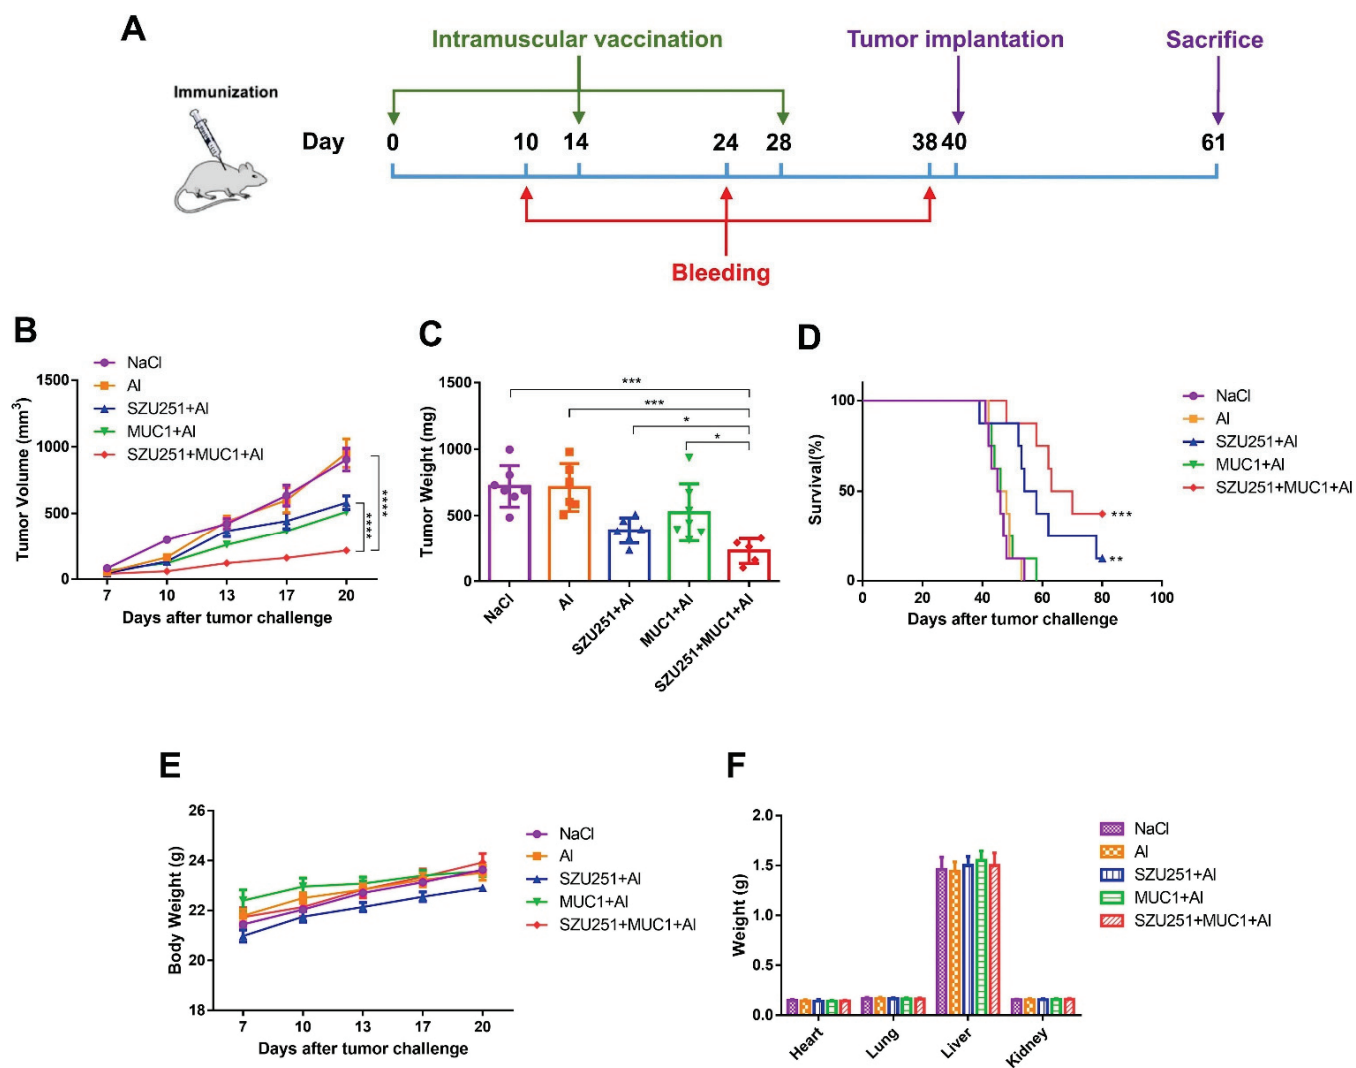 A
Intramuscular vaccination
Tumor implantation
Sacrifice
Immunization
Day
0
10
14
24
28
38
40
61
Bleeding
B
NaCl
Al
SZU251+Al
MUC1+Al
SZU251+MUC1+Al
Tumor Volume (mm³)
1500
1000
500
0
7
10
13
17
20
Days after tumor challenge
****
****
C
Tumor Weight (mg)
1500
1000
500
0
***
***
*
*
NaCl
Al
SZU251+Al
MUC1+Al
SZU251+MUC1+Al
D
Survival(%)
100
50
0
0
20
40
60
80
100
Days after tumor challenge
***
**
NaCl
Al
SZU251+Al
MUC1+Al
SZU251+MUC1+Al
E
Body Weight (g)
26
24
22
20
18
7
10
13
17
20
Days after tumor challenge
NaCl
Al
SZU251+Al
MUC1+Al
SZU251+MUC1+Al
F
Weight (g)
2.0
1.5
1.0
0.5
0.0
Heart
Lung
Liver
Kidney
NaCl
Al
SZU251+Al
MUC1+Al
SZU251+MUC1+Al